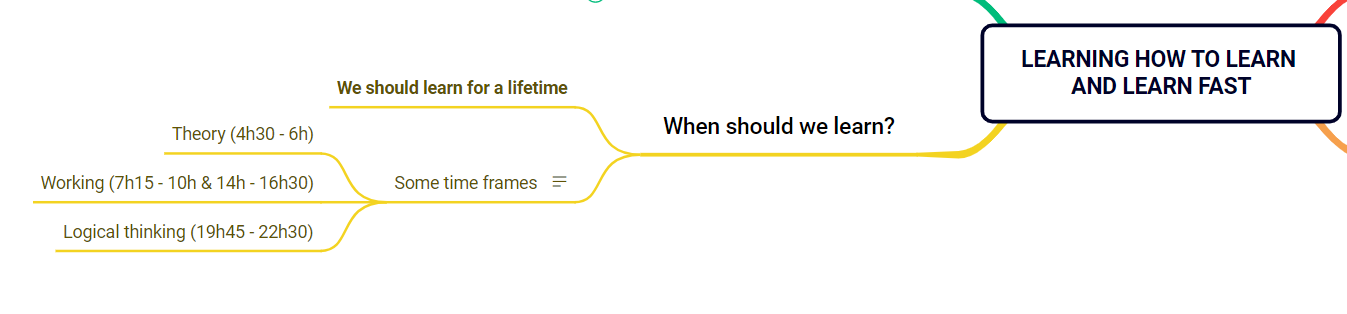 LEARNING HOW TO LEARN
AND LEARN FAST
When should we learn?
We should learn for a lifetime
Some time frames
Theory (4h30 - 6h)
Working (7h15 - 10h & 14h - 16h30)
Logical thinking (19h45 - 22h30)